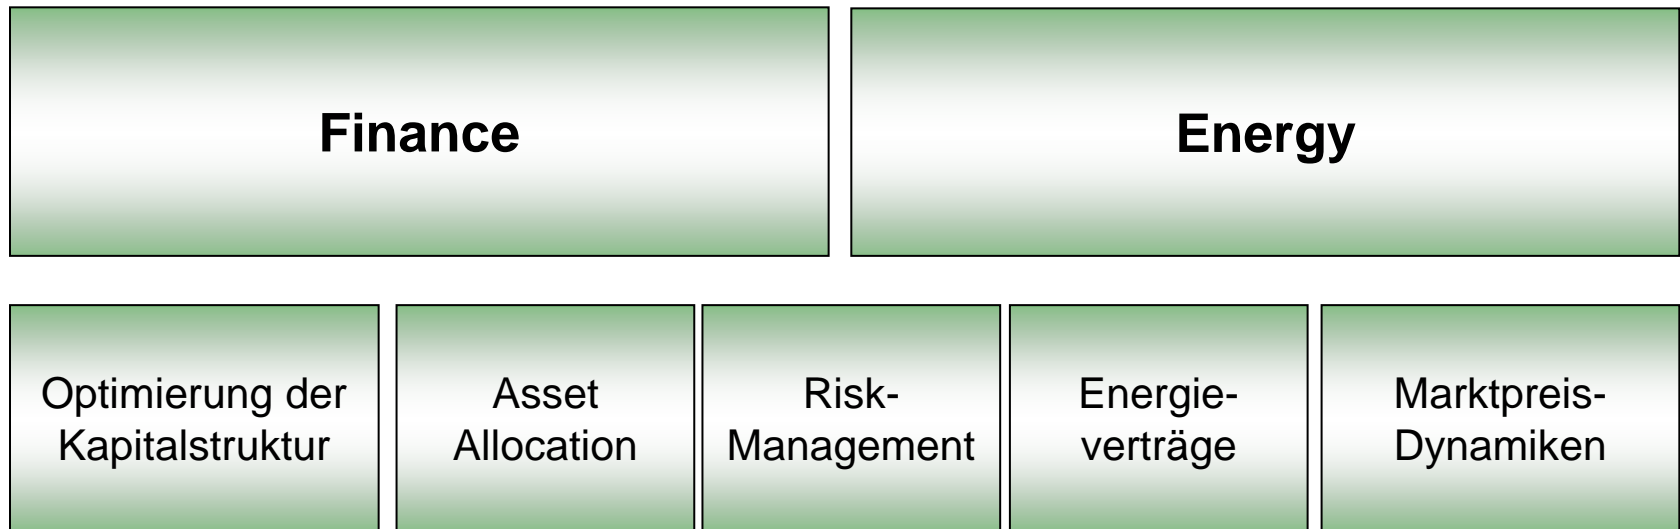 Finance
Energy
Optimierung der
Kapitalstruktur
Asset
Allocation
Risk-
Management
Energie-
verträge
Marktpreis-
Dynamiken